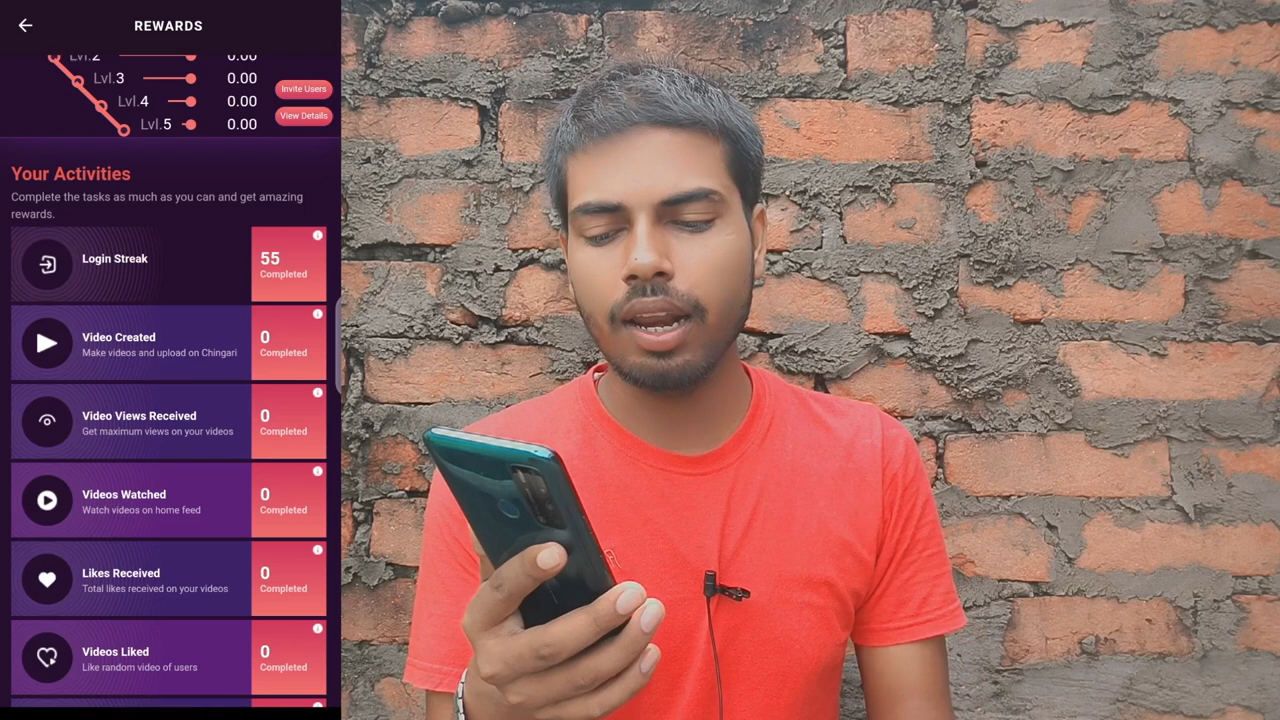 REWARDS
Lvl.2 0.00
Lvl.3 0.00
Lvl.4 0.00
Lvl.5 0.00
Invite Users
View Details
Your Activities
Complete the tasks as much as you can and get amazing
rewards.
Login Streak
55
Completed
Video Created
Make videos and upload on Chingari
0
Completed
Video Views Received
Get maximum views on your videos
0
Completed
Videos Watched
Watch videos on home feed
0
Completed
Likes Received
Total likes received on your videos
0
Completed
Videos Liked
Like random video of users
0
Completed